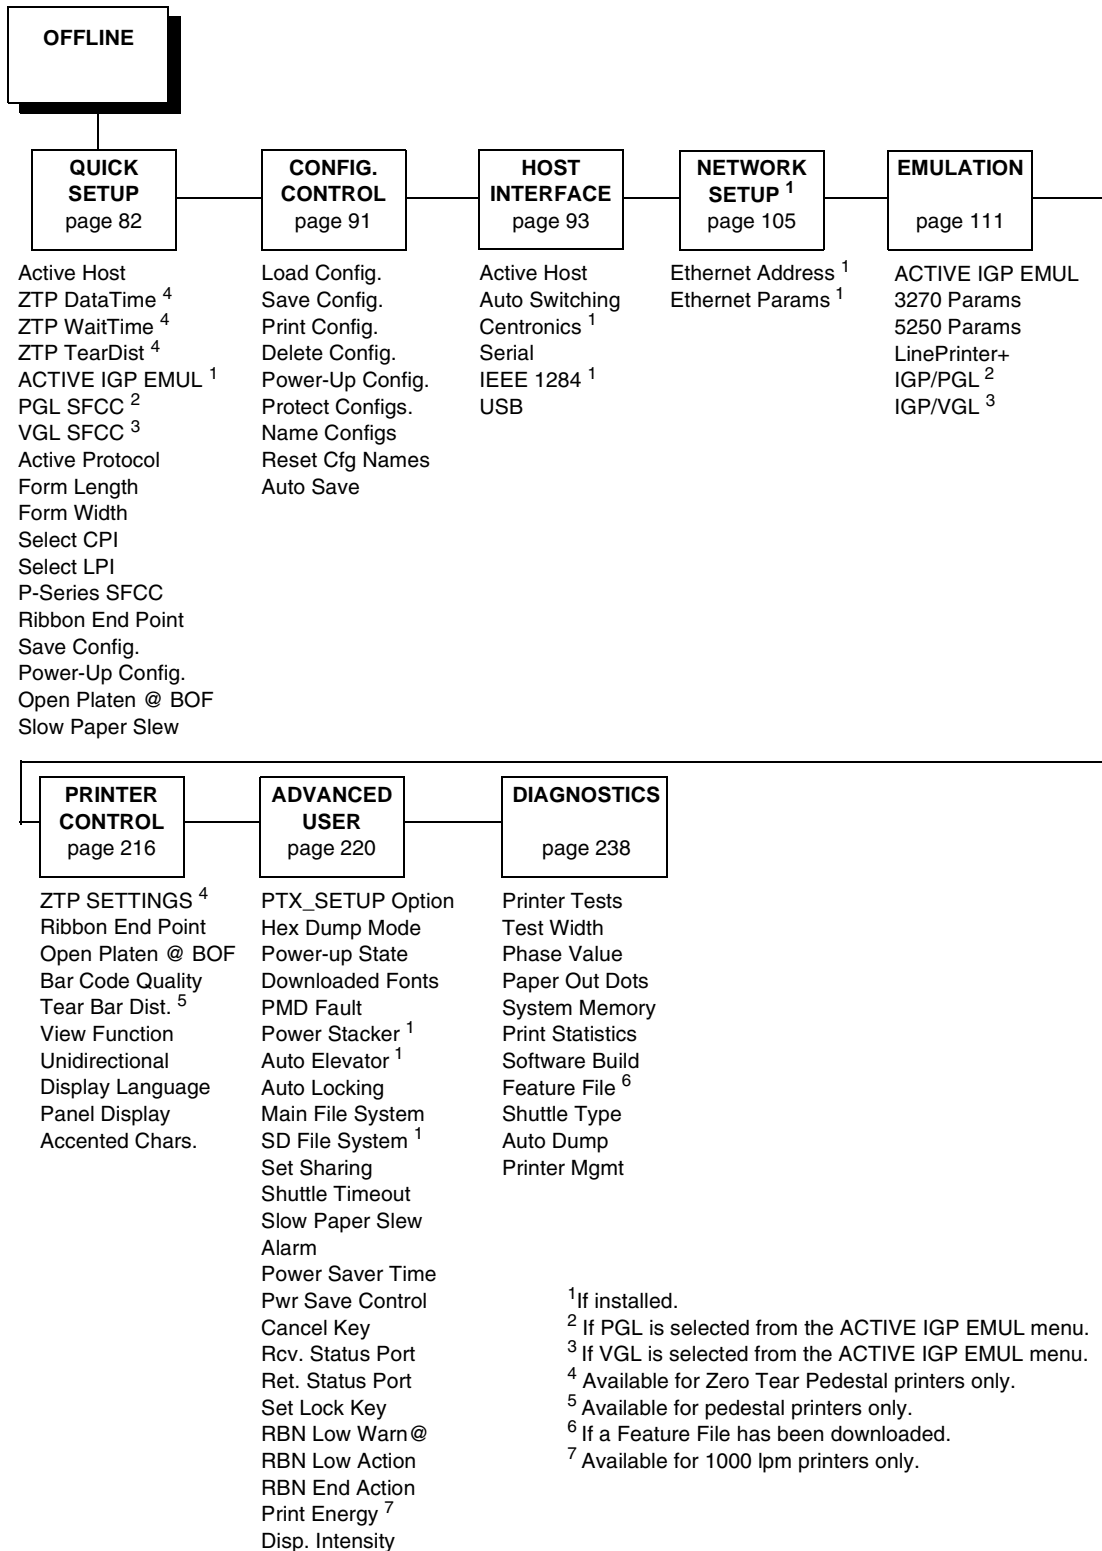 OFFLINE
QUICK
SETUP
page 82
CONFIG.
CONTROL
page 91
HOST
INTERFACE
page 93
NETWORK
SETUP 1
page 105
EMULATION
page 111
Active Host
ZTP DataTime 4
ZTP WaitTime 4
ZTP TearDist 4
ACTIVE IGP EMUL 1
PGL SFCC 2
VGL SFCC 3
Active Protocol
Form Length
Form Width
Select CPI
Select LPI
P-Series SFCC
Ribbon End Point
Save Config.
Power-Up Config.
Open Platen @ BOF
Slow Paper Slew
Load Config.
Save Config.
Print Config.
Delete Config.
Power-Up Config.
Protect Configs.
Name Configs
Reset Cfg Names
Auto Save
Active Host
Auto Switching
Centronics 1
Serial
IEEE 1284 1
USB
Ethernet Address 1
Ethernet Params 1
ACTIVE IGP EMUL
3270 Params
5250 Params
LinePrinter+
IGP/PGL 2
IGP/VGL 3
PRINTER
CONTROL
page 216
ADVANCED
USER
page 220
DIAGNOSTICS
page 238
ZTP SETTINGS 4
Ribbon End Point
Open Platen @ BOF
Bar Code Quality
Tear Bar Dist. 5
View Function
Unidirectional
Display Language
Panel Display
Accented Chars.
PTX_SETUP Option
Hex Dump Mode
Power-up State
Downloaded Fonts
PMD Fault
Power Stacker 1
Auto Elevator 1
Auto Locking
Main File System
SD File System 1
Set Sharing
Shuttle Timeout
Slow Paper Slew
Alarm
Power Saver Time
Pwr Save Control
Cancel Key
Rcv. Status Port
Ret. Status Port
Set Lock Key
RBN Low Warn@
RBN Low Action
RBN End Action
Print Energy 7
Disp. Intensity
Printer Tests
Test Width
Phase Value
Paper Out Dots
System Memory
Print Statistics
Software Build
Feature File 6
Shuttle Type
Auto Dump
Printer Mgmt
1 If installed.
2 If PGL is selected from the ACTIVE IGP EMUL menu.
3 If VGL is selected from the ACTIVE IGP EMUL menu.
4 Available for Zero Tear Pedestal printers only.
5 Available for pedestal printers only.
6 If a Feature File has been downloaded.
7 Available for 1000 lpm printers only.